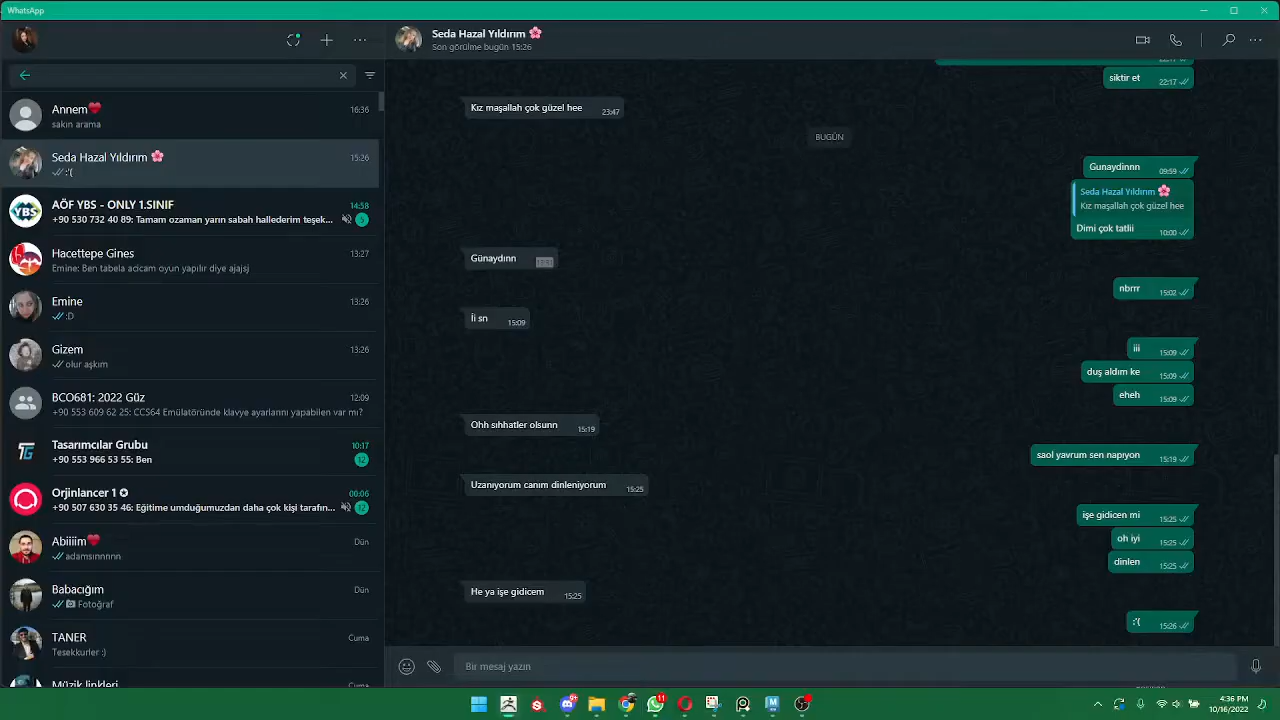 WhatsApp
Annem❤️ 16:36
sakın arama
Seda Hazal Yıldırım 🌸 15:26
:'(
AÖF YBS - ONLY 1.SINIF 14:58
+90 530 732 40 89: Tamam ozaman yarın sabah hallederim teşek...
Hacettepe Gines 13:27
Emine: Ben tabela acicam oyun yapılır diye ajajsj
Emine 13:26
:D
Gizem 13:26
olur aşkım
BCO681: 2022 Güz 12:09
+90 553 609 62 25: CCS64 Emülatöründe klavye ayarlarını yapabilen var mı?
Tasarımcılar Grubu 10:17
+90 553 966 53 55: Ben 12
Orjinlancer 1 00:06
+90 507 630 35 46: Eğitime umduğumuzdan daha çok kişi tarafın... 12
Abiiiim❤️ Dün
adamsınnnnn
Babacığım Dün
Fotoğraf
TANER Cuma
Tesekkurler :)
Müzik linkleri Cuma
Seda Hazal Yıldırım 🌸
Son görülme bugün 15:26
siktir et 22:17
Kız maşallah çok güzel hee 23:47
BUGÜN
Gunaydınnn 09:59
Seda Hazal Yıldırım 🌸
Kız maşallah çok güzel hee
Dimi çok tatlii 10:00
Günaydınn
nbrrr 15:02
İi sn 15:09
iii 15:09
duş aldım ke 15:09
eheh 15:09
Ohh sıhhatler olsunn 15:19
saol yavrum sen napıyon 15:19
Uzanıyorum canım dinleniyorum 15:25
işe gidicen mi 15:25
oh iyi 15:25
dinlen 15:25
He ya işe gidicem 15:25
:'( 15:26
Bir mesaj yazın
4:36 PM
10/16/2022